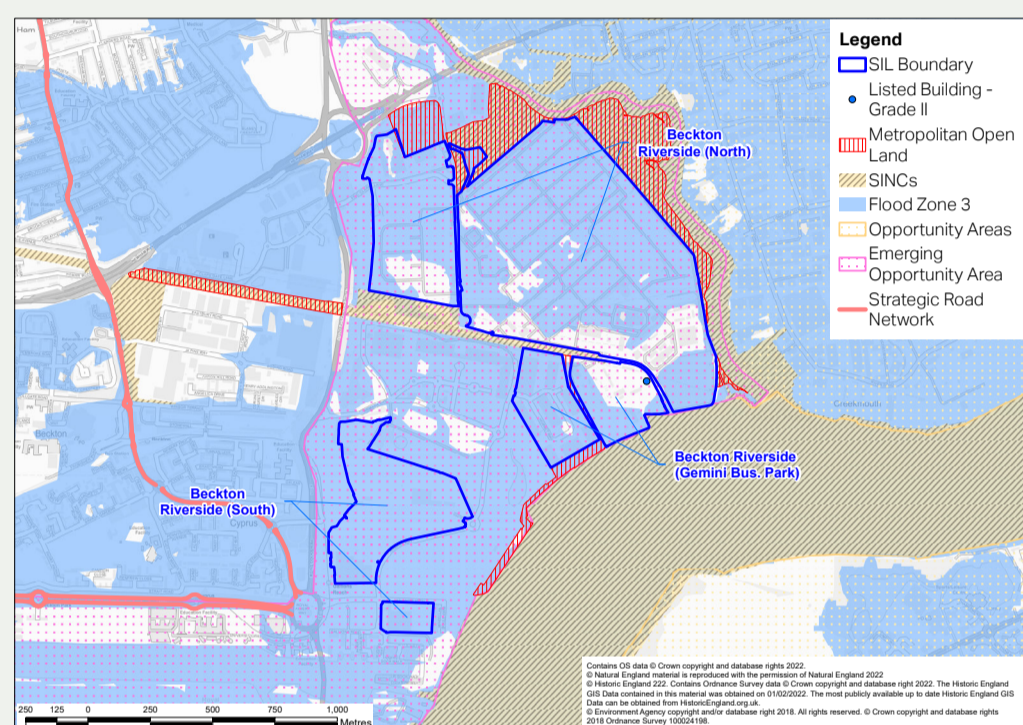 Ham
Beckton
Riverside (North)
Beckton Riverside
(Gemini Bus. Park)
Beckton
Riverside (South)
Beckton
Cyprus
Creekmouth
Legend
SIL Boundary
Listed Building -
Grade II
Metropolitan Open
Land
SINCs
Flood Zone 3
Opportunity Areas
Emerging
Opportunity Area
Strategic Road
Network
250 125 0 250 500 750 1,000
Metres
Contains OS data © Crown copyright and database rights 2022.
© Natural England material is reproduced with the permission of Natural England 2022
© Historic England 222. Contains Ordnance Survey data © Crown copyright and database right 2022. The Historic England
GIS Data contained in this material was obtained on 01/02/2022. The most publicly available up to date Historic England GIS
Data can be obtained from HistoricEngland.org.uk.
© Environment Agency copyright and/or database right 2018. All rights reserved. © Crown copyright and database rights
2018 Ordnance Survey 100024198.